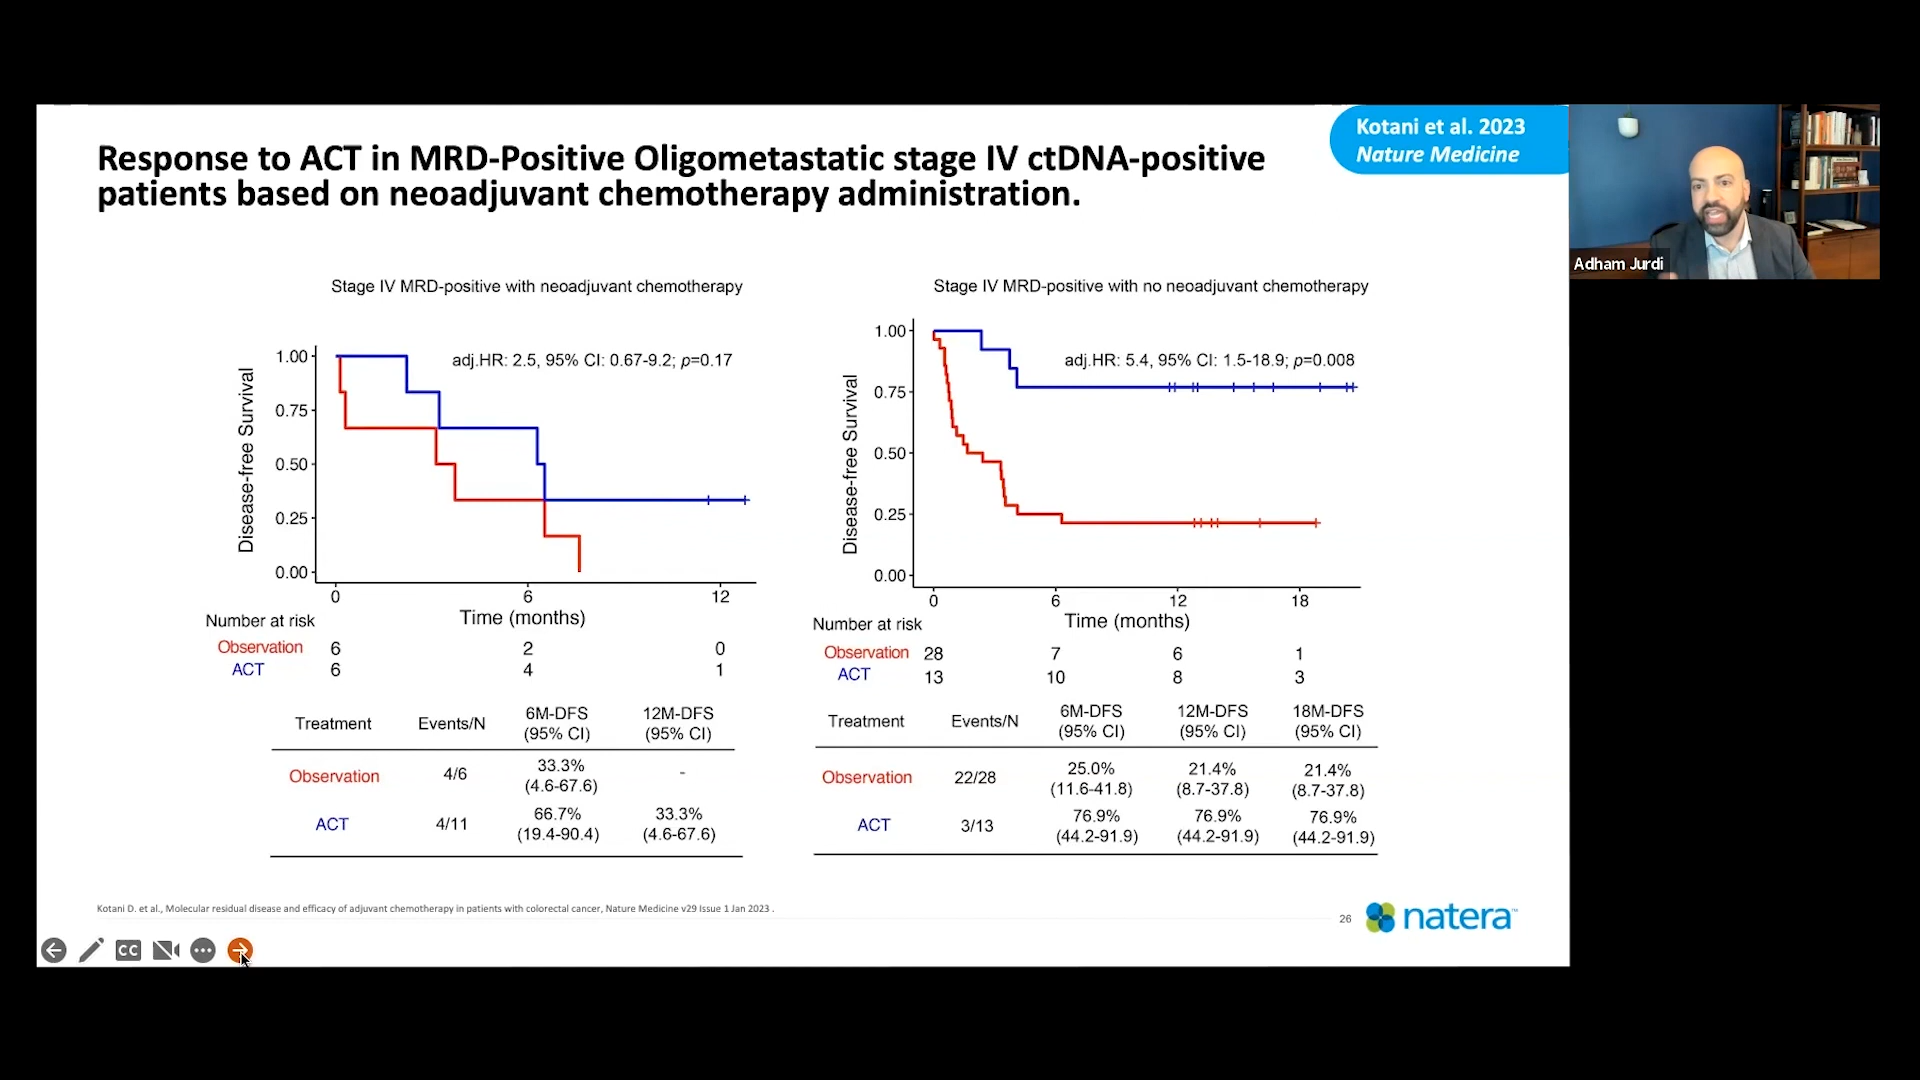 Response to ACT in MRD-Positive Oligometastatic stage IV ctDNA-positive
patients based on neoadjuvant chemotherapy administration.
Kotani et al. 2023
Nature Medicine
Adham Jurdi
Stage IV MRD-positive with neoadjuvant chemotherapy
adj.HR: 2.5, 95% CI: 0.67-9.2; p=0.17
Disease-free Survival
1.00
0.75
0.50
0.25
0.00
0 6 12
Time (months)
Number at risk
Observation 6 2 0
ACT 6 4 1
Treatment Events/N 6M-DFS (95% CI) 12M-DFS (95% CI)
Observation 4/6 33.3% (4.6-67.6) -
ACT 4/11 66.7% (19.4-90.4) 33.3% (4.6-67.6)
Stage IV MRD-positive with no neoadjuvant chemotherapy
adj.HR: 5.4, 95% CI: 1.5-18.9; p=0.008
Disease-free Survival
1.00
0.75
0.50
0.25
0.00
0 6 12 18
Time (months)
Number at risk
Observation 28 7 6 1
ACT 13 10 8 3
Treatment Events/N 6M-DFS (95% CI) 12M-DFS (95% CI) 18M-DFS (95% CI)
Observation 22/28 25.0% (11.6-41.8) 21.4% (8.7-37.8) 21.4% (8.7-37.8)
ACT 3/13 76.9% (44.2-91.9) 76.9% (44.2-91.9) 76.9% (44.2-91.9)
Kotani D. et al., Molecular residual disease and efficacy of adjuvant chemotherapy in patients with colorectal cancer, Nature Medicine v29 Issue 1 Jan 2023 .
26
natera™
CC